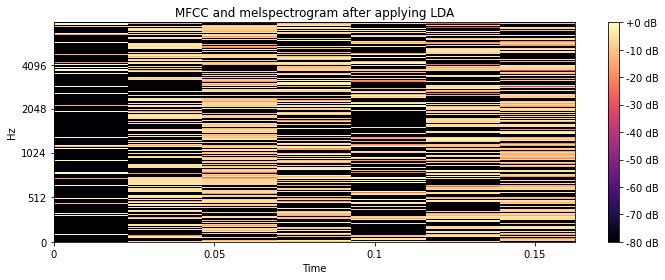 MFCC and melspectrogram after applying LDA
Hz
4096
2048
1024
512
0
0
0.05
0.1
0.15
Time
+0 dB
-10 dB
-20 dB
-30 dB
-40 dB
-50 dB
-60 dB
-70 dB
-80 dB